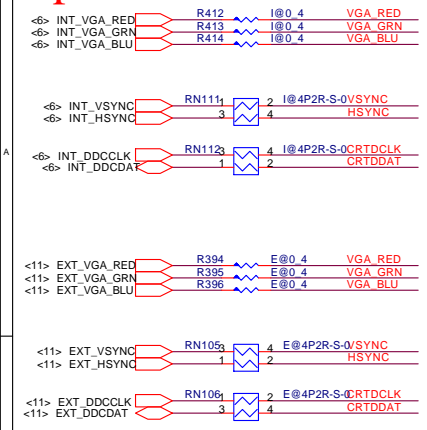 <6> INT_VGA_RED R412 I@0_4 VGA_RED
<6> INT_VGA_GRN R413 I@0_4 VGA_GRN
<6> INT_VGA_BLU R414 I@0_4 VGA_BLU
<6> INT_VSYNC RN111 1 2 I@4P2R-S-0 VSYNC
<6> INT_HSYNC 3 4 HSYNC
A
<6> INT_DDCCLK RN112 3 4 I@4P2R-S-0 CRTDCLK
<6> INT_DDCDAT 1 2 CRTDDAT
<11> EXT_VGA_RED R394 E@0_4 VGA_RED
<11> EXT_VGA_GRN R395 E@0_4 VGA_GRN
<11> EXT_VGA_BLU R396 E@0_4 VGA_BLU
<11> EXT_VSYNC RN105 3 4 E@4P2R-S-0 VSYNC
<11> EXT_HSYNC 1 2 HSYNC
<11> EXT_DDCCLK RN106 1 2 E@4P2R-S-0 CRTDCLK
<11> EXT_DDCDAT 3 4 CRTDDAT